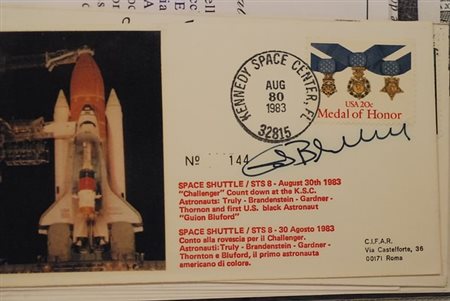 KENNEDY SPACE CENTER, FL
AUG
30
1983
32815
USA 20c
Medal of Honor
Nº 144
SPACE SHUTTLE / STS 8 - August 30th 1983
"Challenger" Count down at the K.S.C.
Astronauts: Truly - Brandenstein - Gardner -
Thornon and first U.S. black Astronaut
"Guion Bluford"
SPACE SHUTTLE / STS 8 - 30 Agosto 1983
Conto alla rovescia per il Challenger.
Astronauti: Truly - Brandenstein - Gardner -
Thornton e Bluford, il primo astronauta
americano di colore.
C.I.F.A.R.
Via Castelforte, 36
00171 Roma